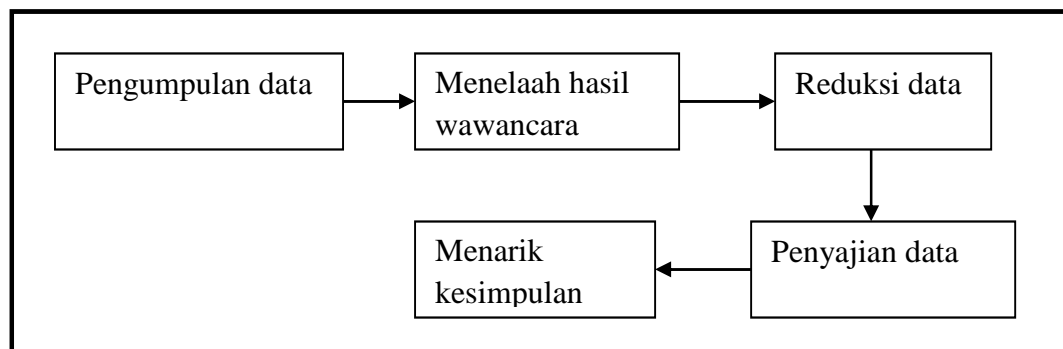 Pengumpulan data
Menelaah hasil
wawancara
Reduksi data
Penyajian data
Menarik
kesimpulan